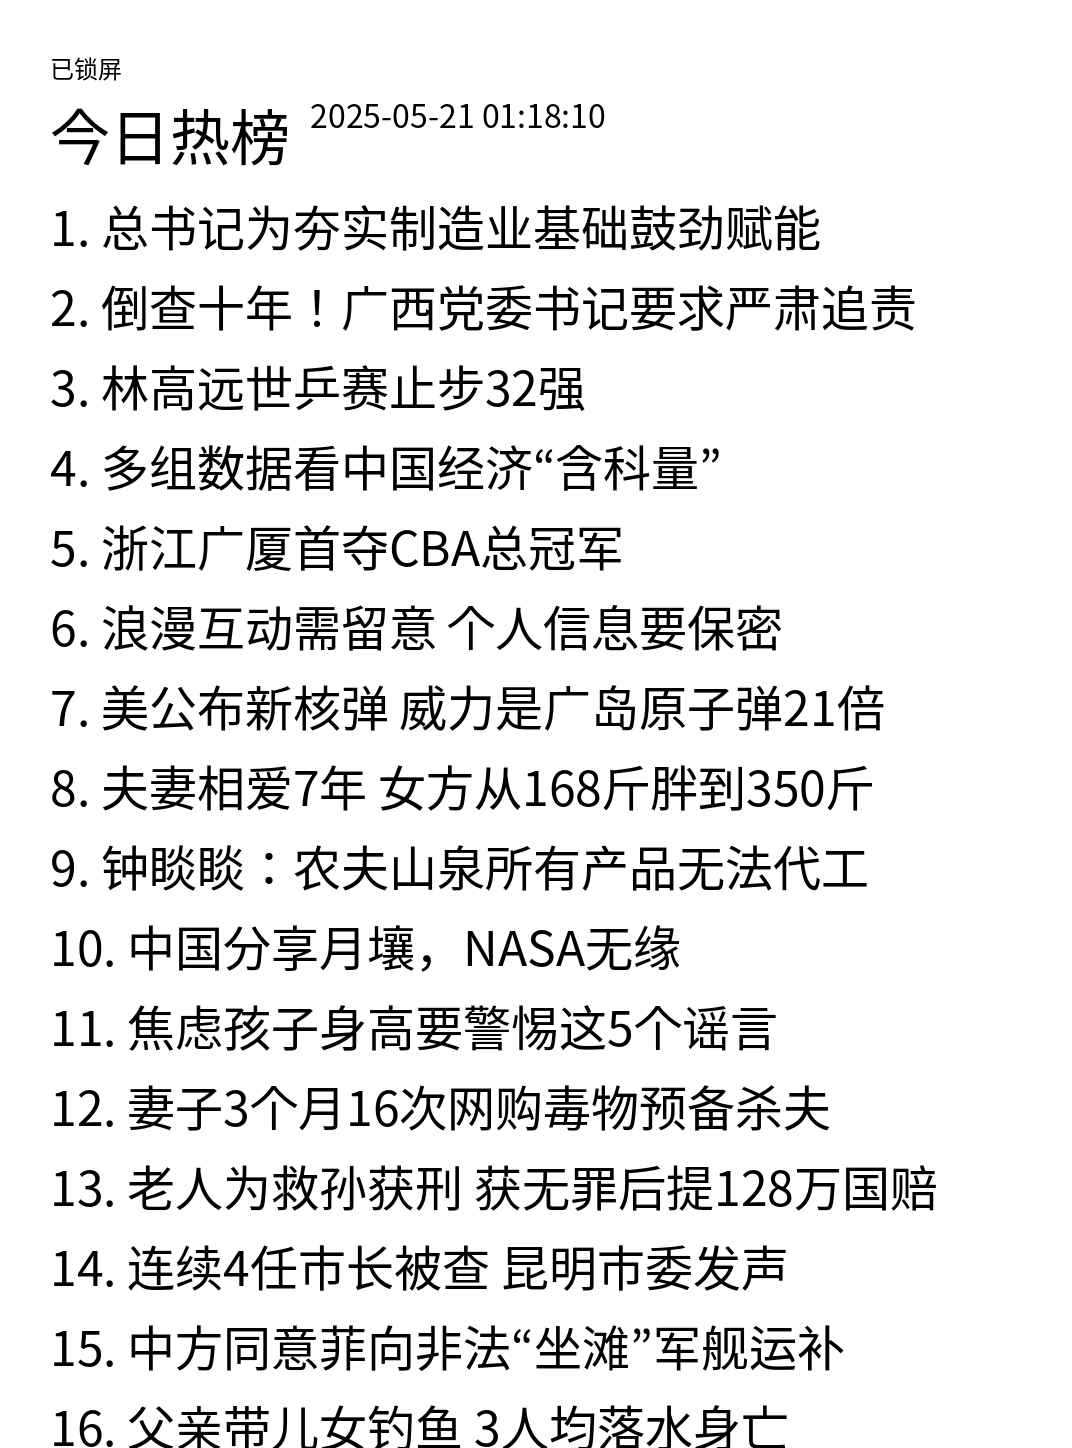 已锁屏
今日热榜 2025-05-21 01:18:10
1. 总书记为夯实制造业基础鼓劲赋能
2. 倒查十年！广西党委书记要求严肃追责
3. 林高远世乒赛止步32强
4. 多组数据看中国经济“含科量”
5. 浙江广厦首夺CBA总冠军
6. 浪漫互动需留意 个人信息要保密
7. 美公布新核弹 威力是广岛原子弹21倍
8. 夫妻相爱7年 女方从168斤胖到350斤
9. 钟睒睒：农夫山泉所有产品无法代工
10. 中国分享月壤，NASA无缘
11. 焦虑孩子身高要警惕这5个谣言
12. 妻子3个月16次网购毒物预备杀夫
13. 老人为救孙获刑 获无罪后提128万国赔
14. 连续4任市长被查 昆明市委发声
15. 中方同意菲向非法“坐滩”军舰运补
16. 父亲带儿女钓鱼 3人均落水身亡